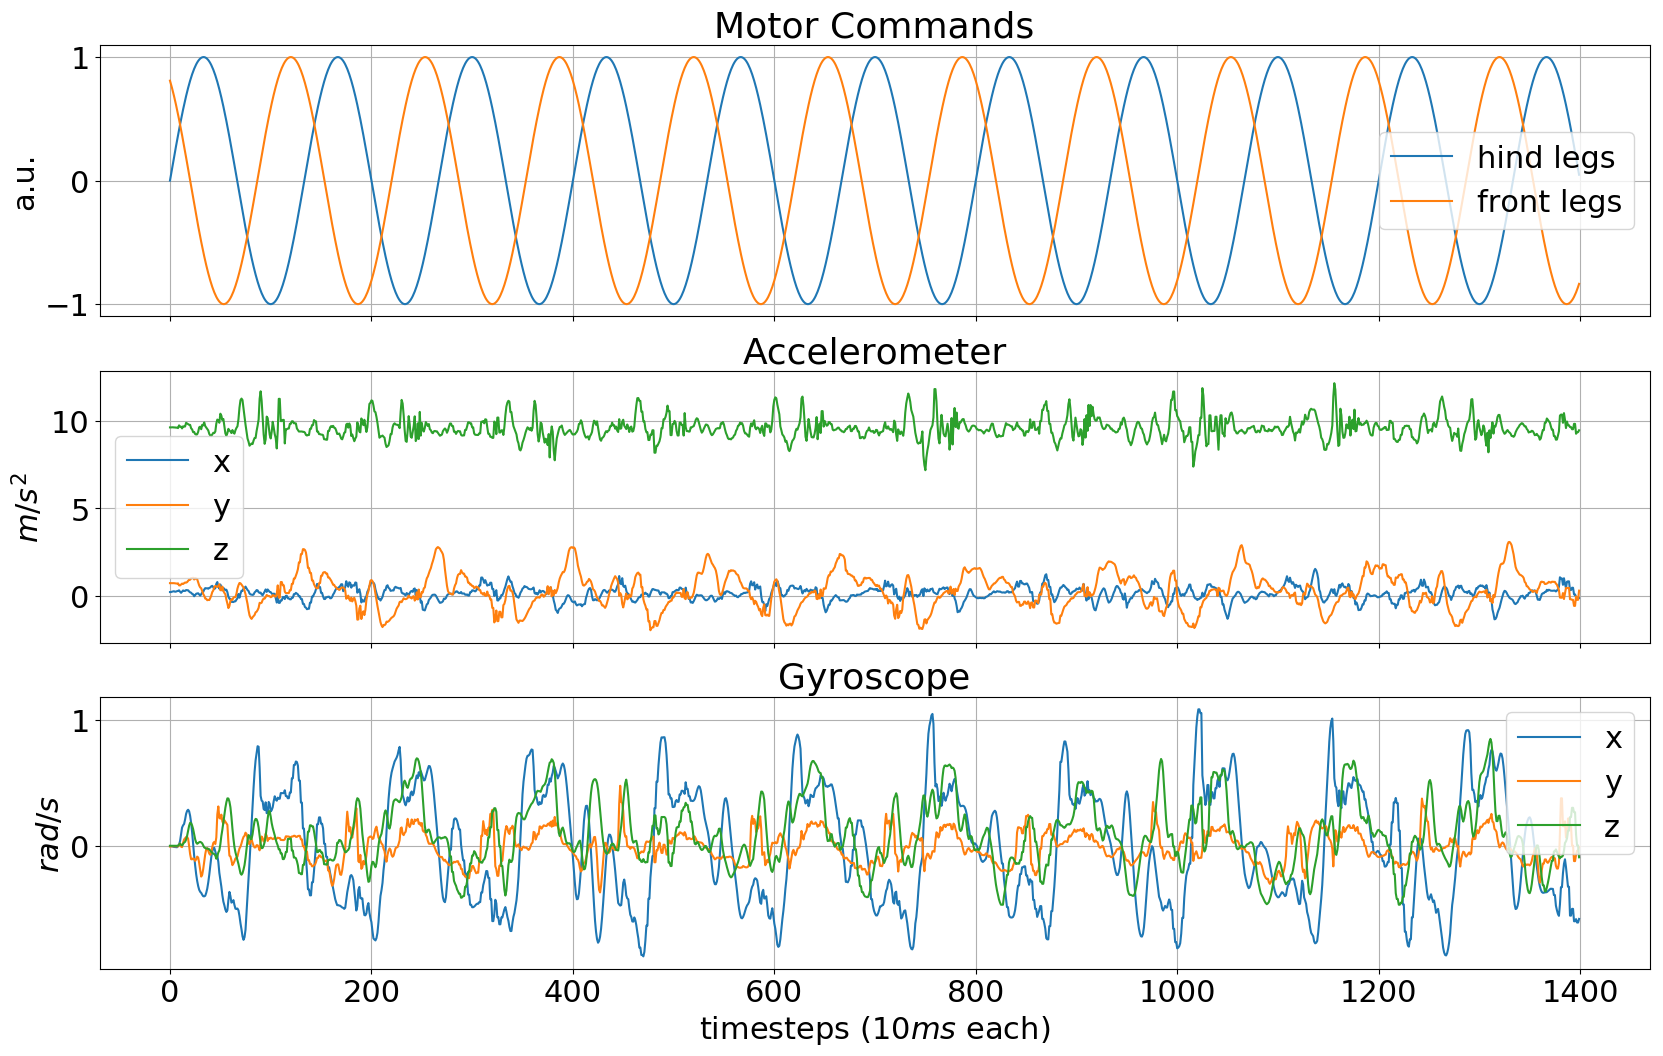 Motor Commands
1
0
−1
a.u.
hind legs
front legs
Accelerometer
10
5
0
m/s²
x
y
z
Gyroscope
1
0
rad/s
x
y
z
0 200 400 600 800 1000 1200 1400
timesteps (10ms each)